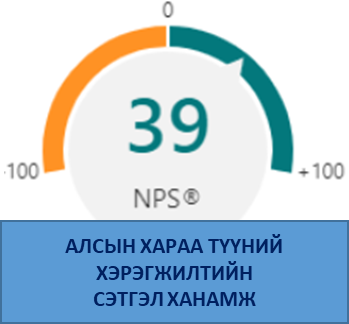 0
39
-100
+100
NPS®
АЛСЫН ХАРАА ТҮҮНИЙ
ХЭРЭГЖИЛТИЙН
СЭТГЭЛ ХАНАМЖ